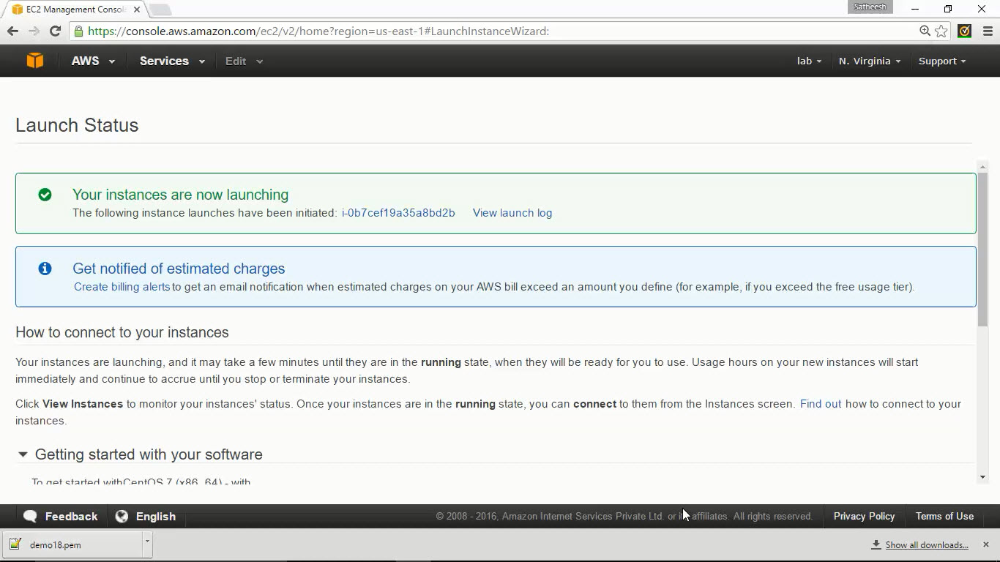 EC2 Management Consol
Satheesh
https://console.aws.amazon.com/ec2/v2/home?region=us-east-1#LaunchInstanceWizard:
AWS Services Edit lab N. Virginia Support
Launch Status
Your instances are now launching
The following instance launches have been initiated: i-0b7cef19a35a8bd2b View launch log
Get notified of estimated charges
Create billing alerts to get an email notification when estimated charges on your AWS bill exceed an amount you define (for example, if you exceed the free usage tier).
How to connect to your instances
Your instances are launching, and it may take a few minutes until they are in the running state, when they will be ready for you to use. Usage hours on your new instances will start
immediately and continue to accrue until you stop or terminate your instances.
Click View Instances to monitor your instances' status. Once your instances are in the running state, you can connect to them from the Instances screen. Find out how to connect to your
instances.
Getting started with your software
To get started withCentOS 7 (x86_64) - with
Feedback English © 2008 - 2016, Amazon Internet Services Private Ltd. or its affiliates. All rights reserved. Privacy Policy Terms of Use
demo18.pem Show all downloads...